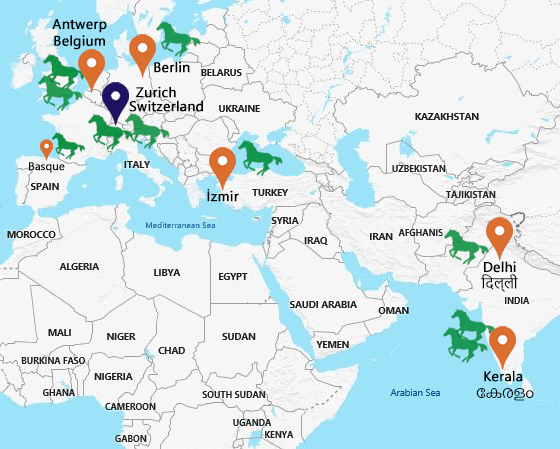 Antwerp
Belgium
Berlin
BELARUS
Zurich
Switzerland
UKRAINE
KAZAKHSTAN
Basque
ITALY
UZBEKISTAN
SPAIN
İzmir
TURKEY
TAJIKISTAN
Mediterranean Sea
SYRIA
MOROCCO
IRAQ
IRAN
AFGHANIS
ALGERIA
LIBYA
EGYPT
Delhi
दिल्ली
SAUDI ARABIA
OMAN
INDIA
MALI
NIGER
CHAD
SUDAN
YEMEN
BURKINA FASO
NIGERIA
Kerala
കേരളം
GHANA
CAMEROON
SOUTH SUDAN
Arabian Sea
UGANDA
KENYA
GABON